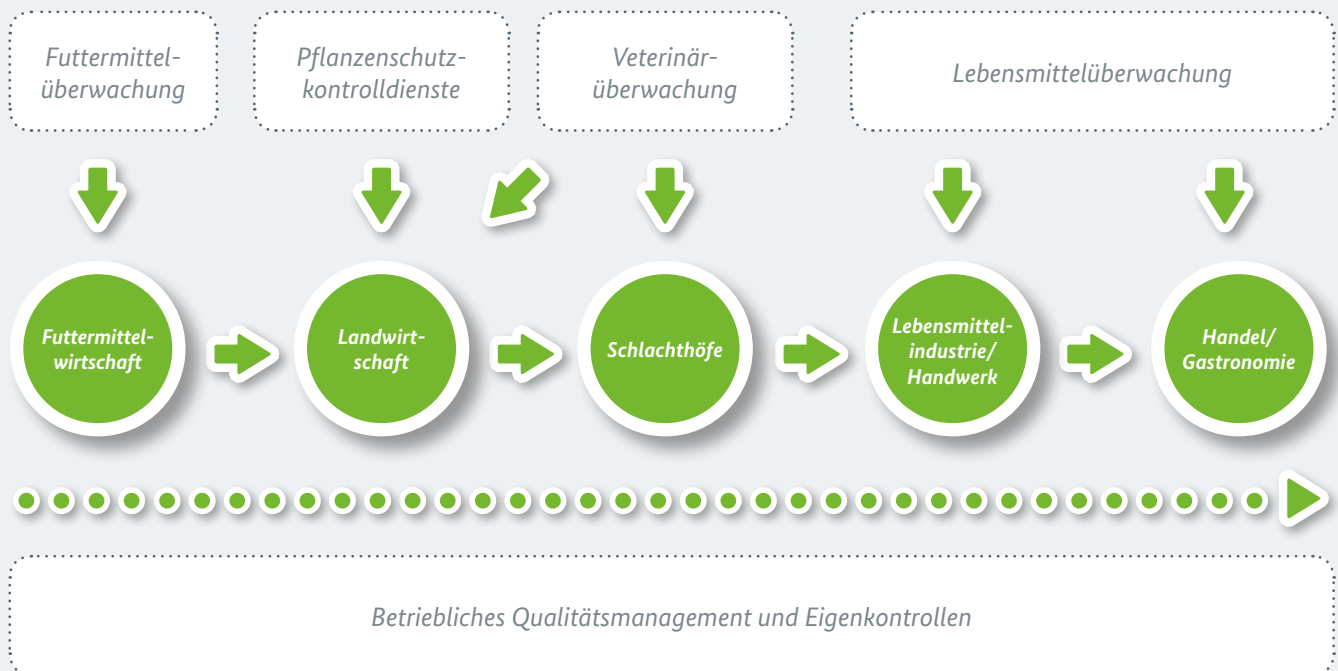 Futtermittel-
überwachung
Pflanzenschutz-
kontrolldienste
Veterinär-
überwachung
Lebensmittelüberwachung
Futtermittel-
wirtschaft
Landwirt-
schaft
Schlachthöfe
Lebensmittel-
industrie/
Handwerk
Handel/
Gastronomie
Betriebliches Qualitätsmanagement und Eigenkontrollen